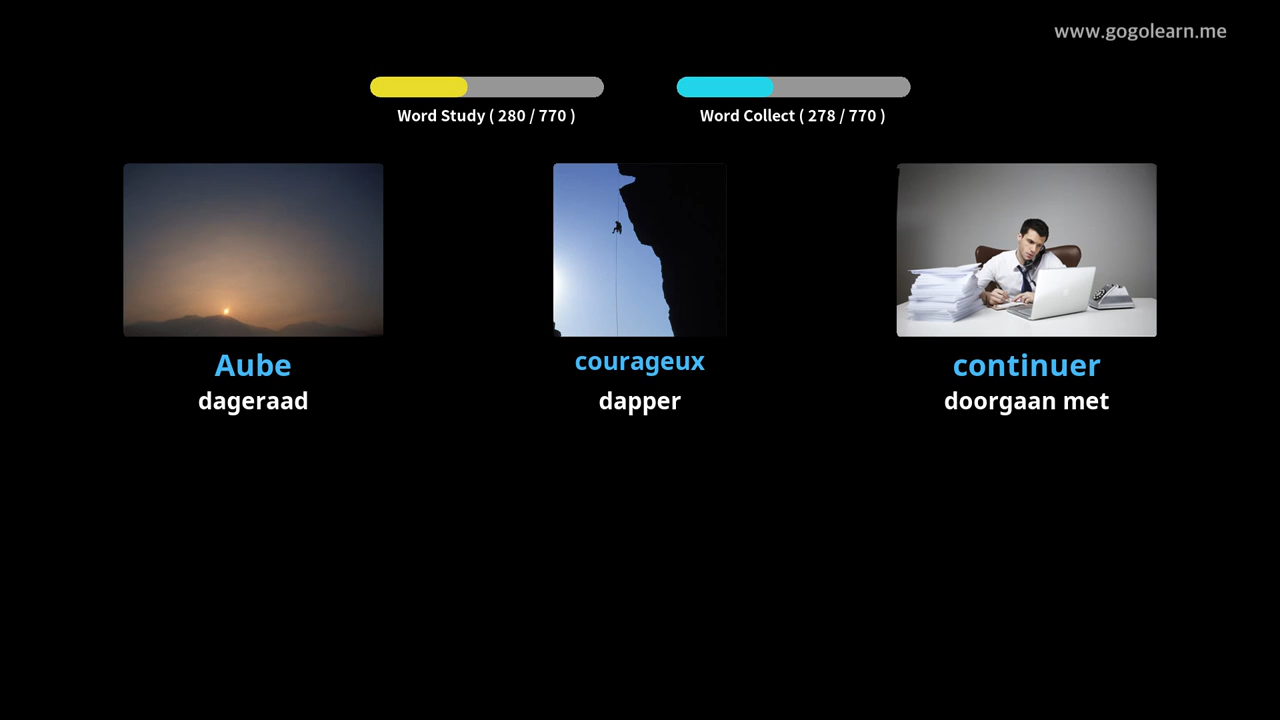 www.gogolearn.me
Word Study ( 280 / 770 )
Word Collect ( 278 / 770 )
Aube
dageraad
courageux
dapper
continuer
doorgaan met